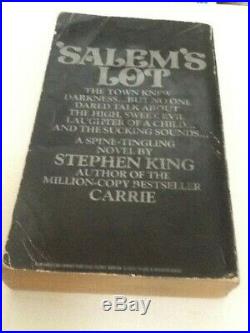 'SALEM'S
LOT
THE TOWN KNEW
DARKNESS...BUT NO ONE
DARED TALK ABOUT
THE HIGH, SWEET, EVIL
LAUGHTER OF A CHILD...
AND THE SUCKING SOUNDS...
A SPINE-TINGLING
NOVEL BY
STEPHEN KING
AUTHOR OF THE
MILLION-COPY BESTSELLER
CARRIE